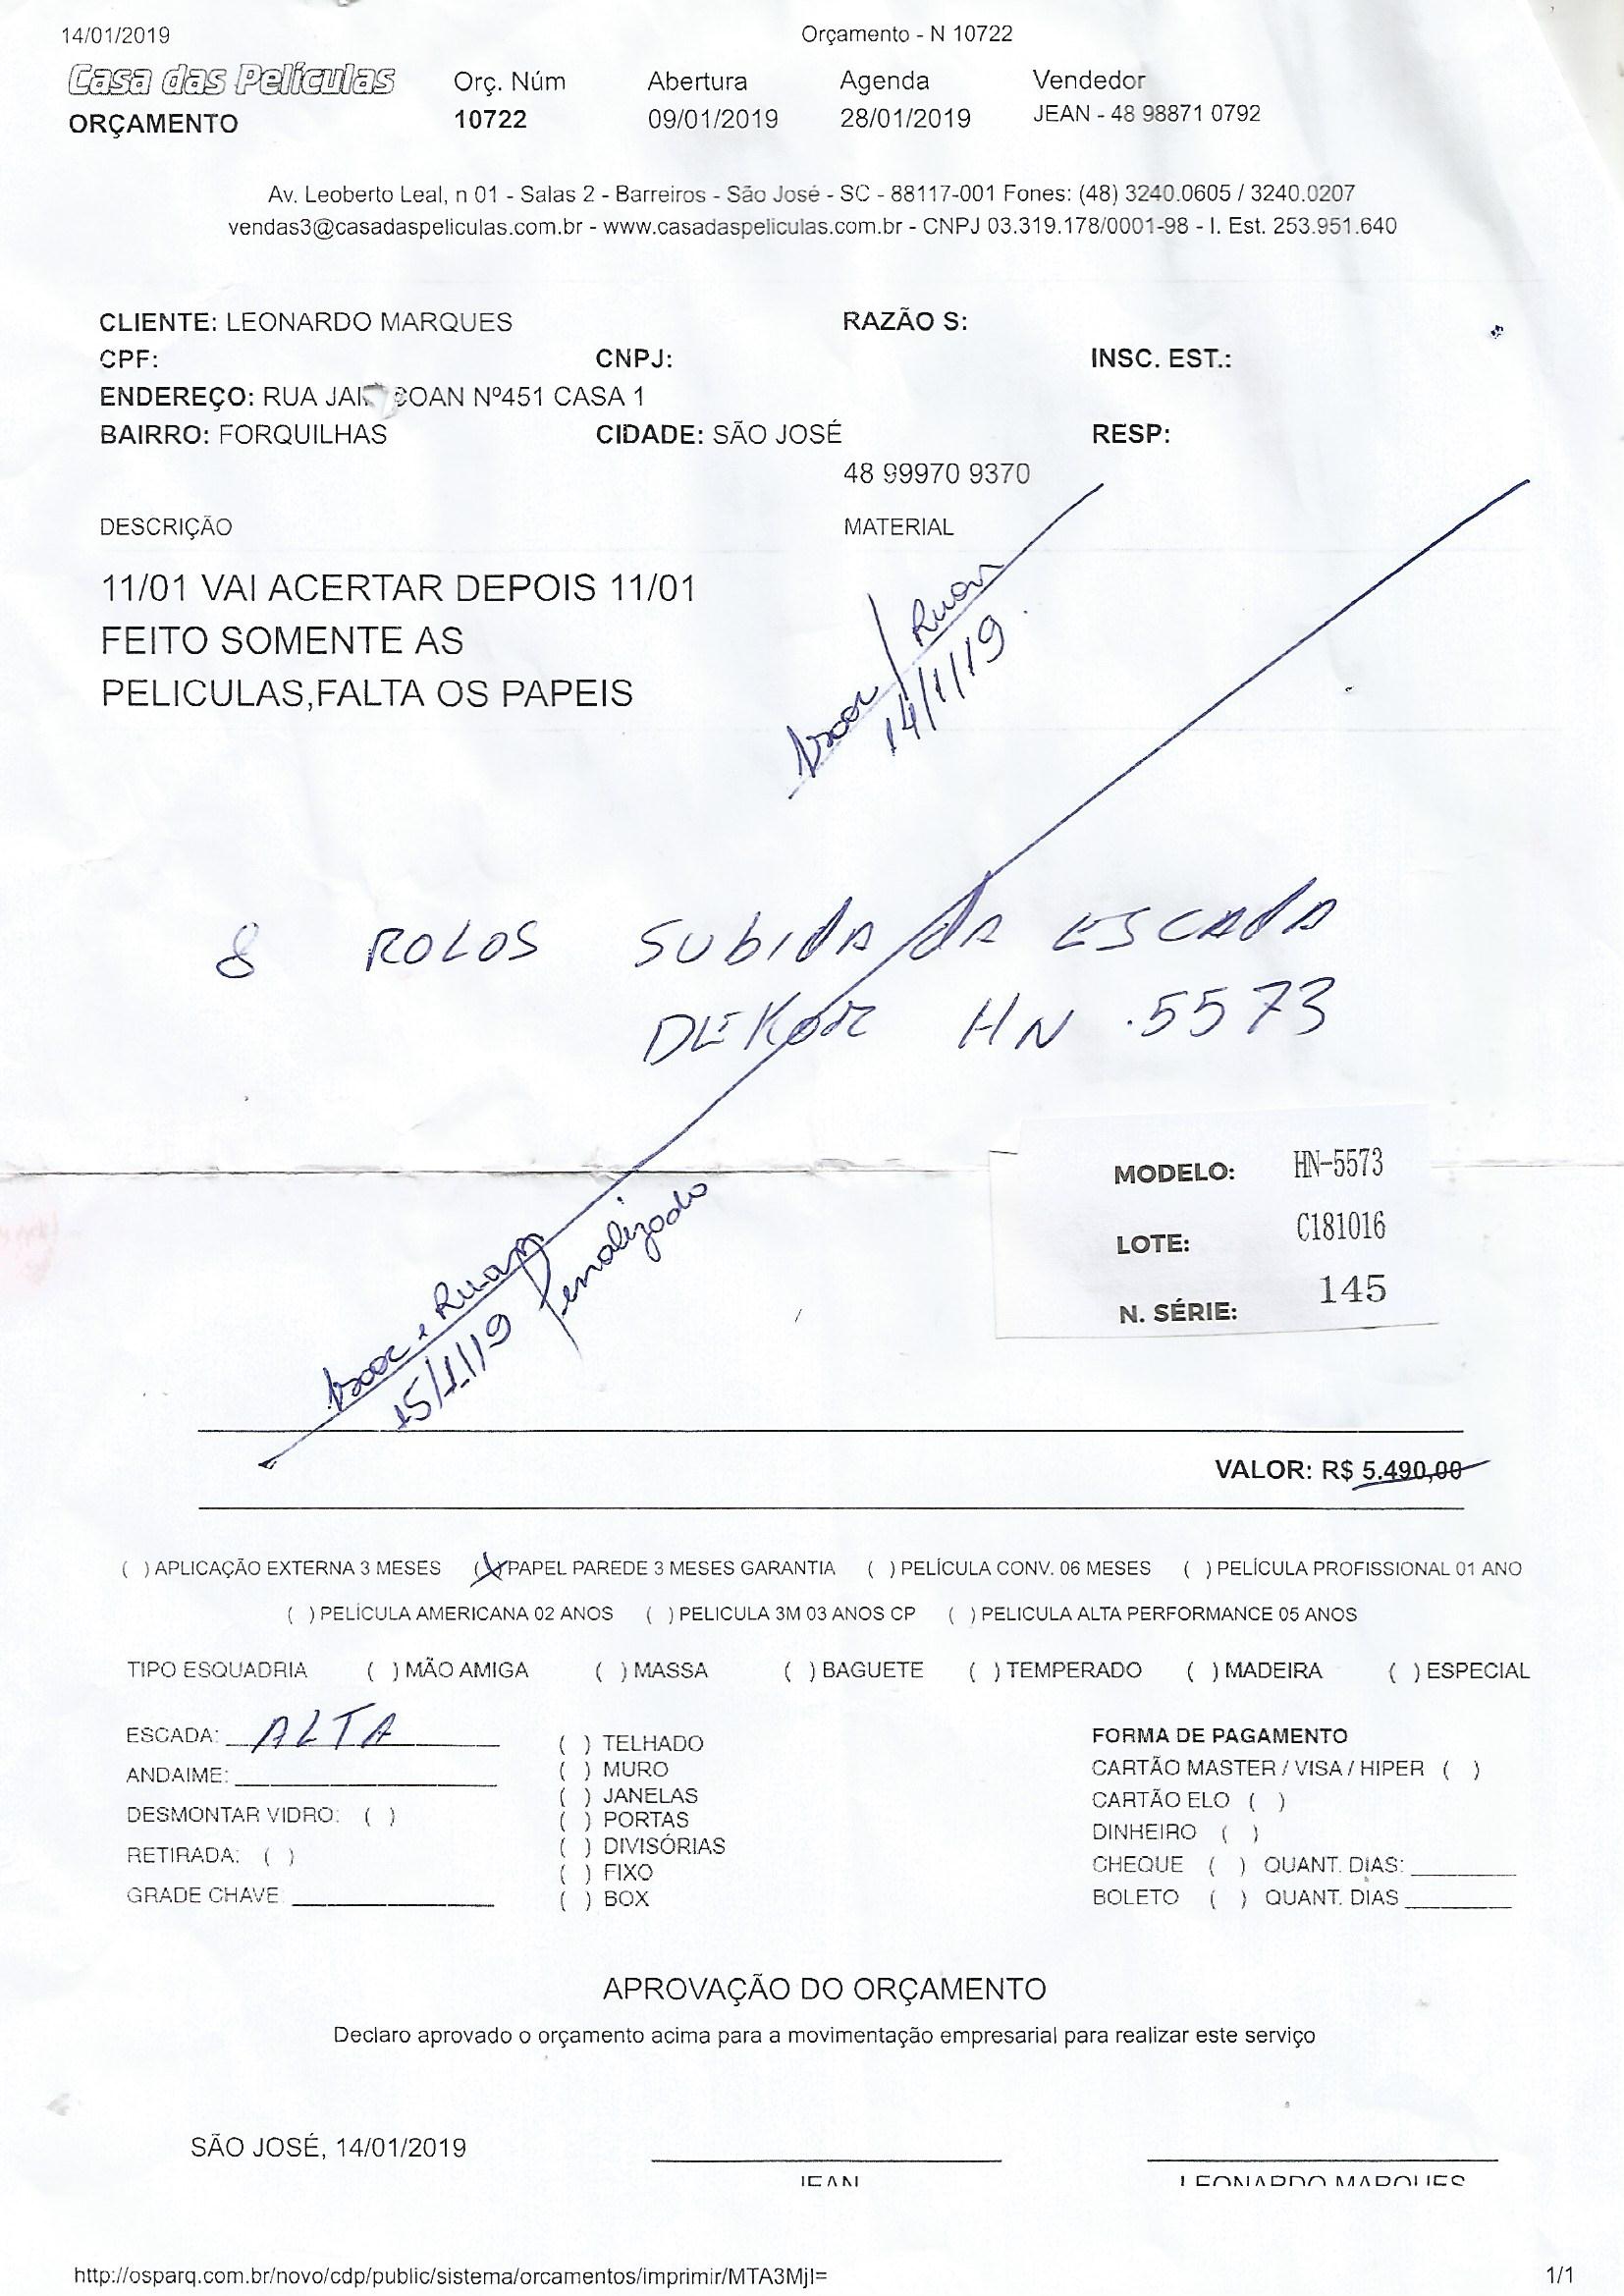 14/01/2019 Orçamento - N 10722
Casa das Películas Orç. Núm Abertura Agenda Vendedor
ORÇAMENTO 10722 09/01/2019 28/01/2019 JEAN - 48 98871 0792
Av. Leoberto Leal, n 01 - Salas 2 - Barreiros - São José - SC - 88117-001 Fones: (48) 3240.0605 / 3240.0207
vendas3@casadaspeliculas.com.br - www.casadaspeliculas.com.br - CNPJ 03.319.178/0001-98 - I. Est. 253.951.640
CLIENTE: LEONARDO MARQUES RAZÃO S:
CPF: CNPJ: INSC. EST.:
ENDEREÇO: RUA COAN Nº451 CASA 1
BAIRRO: FORQUILHAS CIDADE: SÃO JOSÉ RESP:
48 99970 9370
DESCRIÇÃO MATERIAL
11/01 VAI ACERTAR DEPOIS 11/01
FEITO SOMENTE AS
PELICULAS,FALTA OS PAPEIS
Isaac / Ruan
14/1/19
8 ROLOS SUBIDA DA ESCADA
DEKOR HN .5573
MODELO: HN-5573
LOTE: C181016
N. SÉRIE: 145
Isaac e Ruan
15/1/19 fenalizado
VALOR: R$ 5.490,00
( ) APLICAÇÃO EXTERNA 3 MESES (X) PAPEL PAREDE 3 MESES GARANTIA ( ) PELÍCULA CONV. 06 MESES ( ) PELÍCULA PROFISSIONAL 01 ANO
( ) PELÍCULA AMERICANA 02 ANOS ( ) PELICULA 3M 03 ANOS CP ( ) PELICULA ALTA PERFORMANCE 05 ANOS
TIPO ESQUADRIA ( ) MÃO AMIGA ( ) MASSA ( ) BAGUETE ( ) TEMPERADO ( ) MADEIRA ( ) ESPECIAL
ESCADA: ALTA
ANDAIME:
DESMONTAR VIDRO: ( )
RETIRADA: ( )
GRADE CHAVE:
( ) TELHADO
( ) MURO
( ) JANELAS
( ) PORTAS
( ) DIVISÓRIAS
( ) FIXO
( ) BOX
FORMA DE PAGAMENTO
CARTÃO MASTER / VISA / HIPER ( )
CARTÃO ELO ( )
DINHEIRO ( )
CHEQUE ( ) QUANT. DIAS:
BOLETO ( ) QUANT. DIAS
APROVAÇÃO DO ORÇAMENTO
Declaro aprovado o orçamento acima para a movimentação empresarial para realizar este serviço
SÃO JOSÉ, 14/01/2019
JEAN LEONARDO MARQUES
http://osparq.com.br/novo/cdp/public/sistema/orcamentos/imprimir/MTA3MjI= 1/1